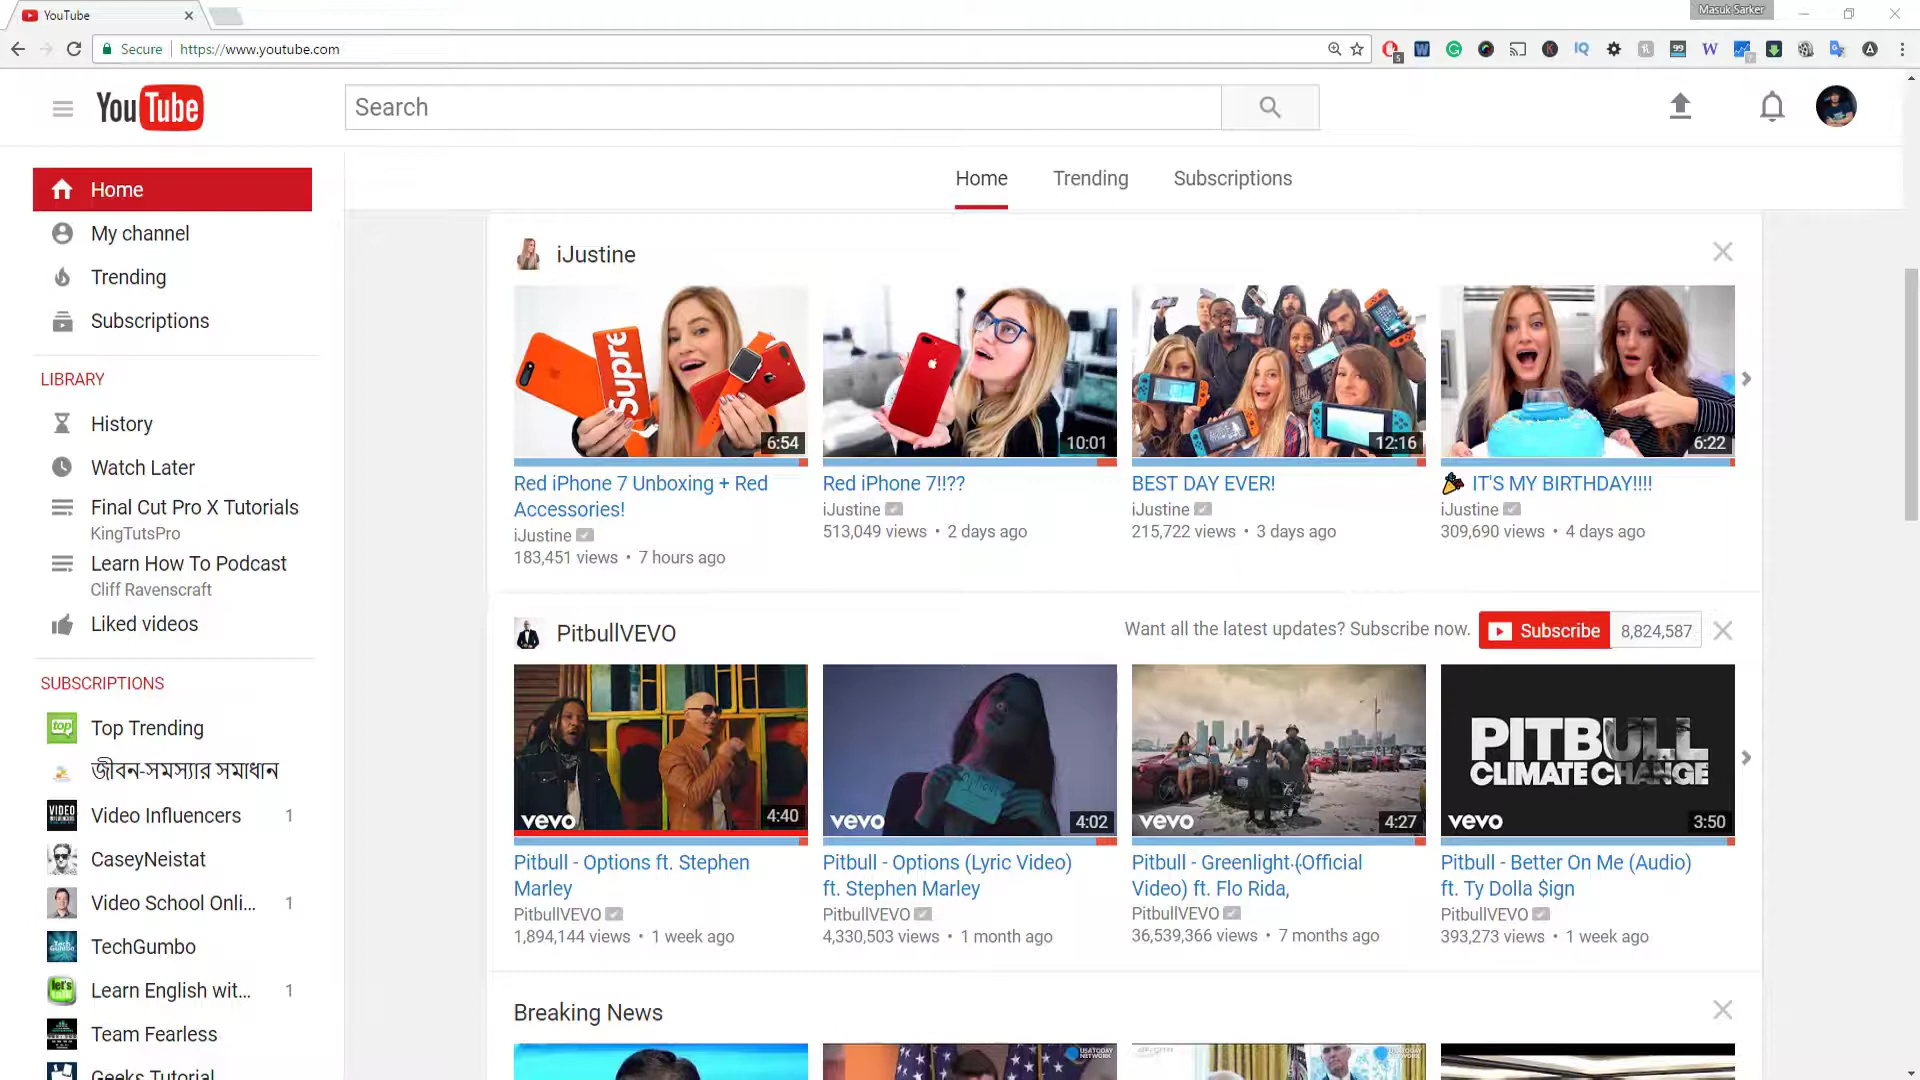 YouTube
Masuk Sarker
Secure
https://www.youtube.com
5
99
YouTube
Search
Home
My channel
Trending
Subscriptions
LIBRARY
History
Watch Later
Final Cut Pro X Tutorials
KingTutsPro
Learn How To Podcast
Cliff Ravenscraft
Liked videos
SUBSCRIPTIONS
Top Trending
জীবন-সমস্যার সমাধান
Video Influencers 1
CaseyNeistat
Video School Onli... 1
TechGumbo
Learn English wit... 1
Team Fearless
Geeks Tutorial
Home Trending Subscriptions
iJustine
Supre
6:54
10:01
12:16
6:22
Red iPhone 7 Unboxing + Red
Accessories!
iJustine
183,451 views • 7 hours ago
Red iPhone 7!!??
iJustine
513,049 views • 2 days ago
BEST DAY EVER!
iJustine
215,722 views • 3 days ago
IT'S MY BIRTHDAY!!!!
iJustine
309,690 views • 4 days ago
PitbullVEVO
Want all the latest updates? Subscribe now.
Subscribe
8,824,587
vevo
4:40
vevo
4:02
vevo
4:27
PITBULL
CLIMATE CHANGE
vevo
3:50
Pitbull - Options ft. Stephen
Marley
PitbullVEVO
1,894,144 views • 1 week ago
Pitbull - Options (Lyric Video)
ft. Stephen Marley
PitbullVEVO
4,330,503 views • 1 month ago
Pitbull - Greenlight (Official
Video) ft. Flo Rida,
PitbullVEVO
36,539,366 views • 7 months ago
Pitbull - Better On Me (Audio)
ft. Ty Dolla $ign
PitbullVEVO
393,273 views • 1 week ago
Breaking News
USA TODAY
NETWORK